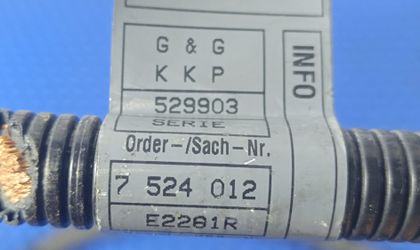 G & G
INFO
K K P
529903
SERIE
Order-/Sach-Nr.
7 524 012
E2281R